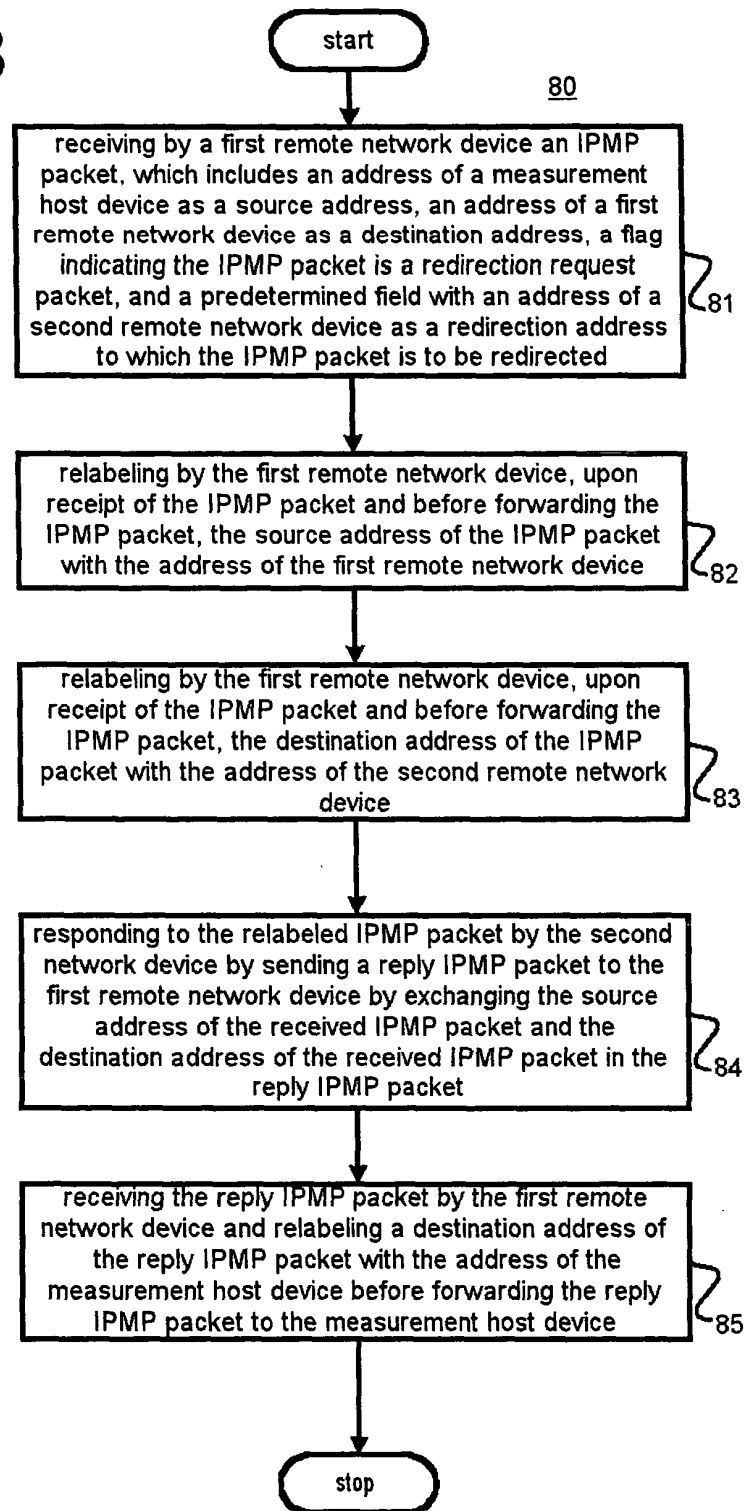 start
80
receiving by a first remote network device an IPMP
packet, which includes an address of a measurement
host device as a source address, an address of a first
remote network device as a destination address, a flag
indicating the IPMP packet is a redirection request
packet, and a predetermined field with an address of a
second remote network device as a redirection address
to which the IPMP packet is to be redirected
81
relabeling by the first remote network device, upon
receipt of the IPMP packet and before forwarding the
IPMP packet, the source address of the IPMP packet
with the address of the first remote network device
82
relabeling by the first remote network device, upon
receipt of the IPMP packet and before forwarding the
IPMP packet, the destination address of the IPMP
packet with the address of the second remote network
device
83
responding to the relabeled IPMP packet by the second
network device by sending a reply IPMP packet to the
first remote network device by exchanging the source
address of the received IPMP packet and the
destination address of the received IPMP packet in the
reply IPMP packet
84
receiving the reply IPMP packet by the first remote
network device and relabeling a destination address of
the reply IPMP packet with the address of the
measurement host device before forwarding the reply
IPMP packet to the measurement host device
85
stop